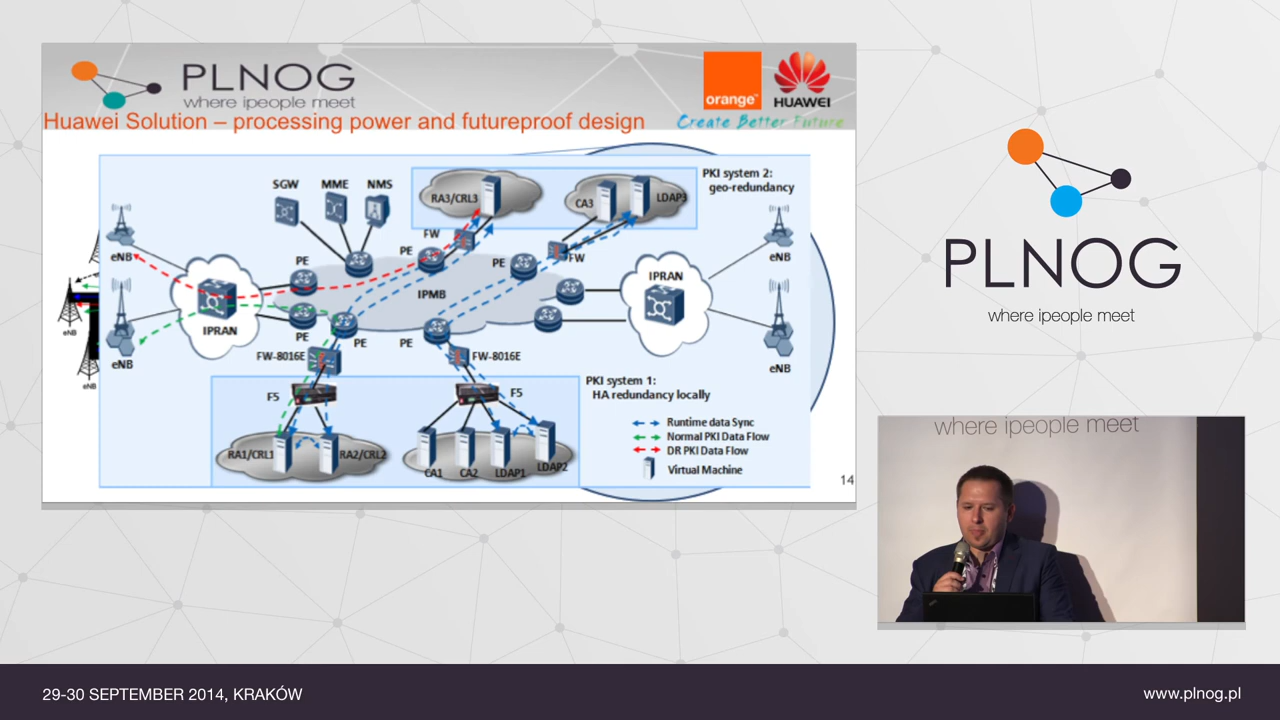 PLNOG
where ipeople meet
orange™
HUAWEI
Huawei Solution – processing power and futureproof design
Create Better Future
SGW
MME
NMS
RA3/CRL3
CA3
LDAP3
PKI system 2:
geo-redundancy
eNB
PE
PE
FW
PE
FW
eNB
IPRAN
IPMB
IPRAN
eNB
PE
PE
PE
eNB
eNB
FW-8016E
FW-8016E
eNB
F5
F5
PKI system 1:
HA redundancy locally
Runtime data Sync
Normal PKI Data Flow
DR PKI Data Flow
Virtual Machine
RA1/CRL1
RA2/CRL2
CA1
CA2
LDAP1
LDAP2
14
PLNOG
where ipeople meet
where ipeople meet
29-30 SEPTEMBER 2014, KRAKÓW
www.plnog.pl